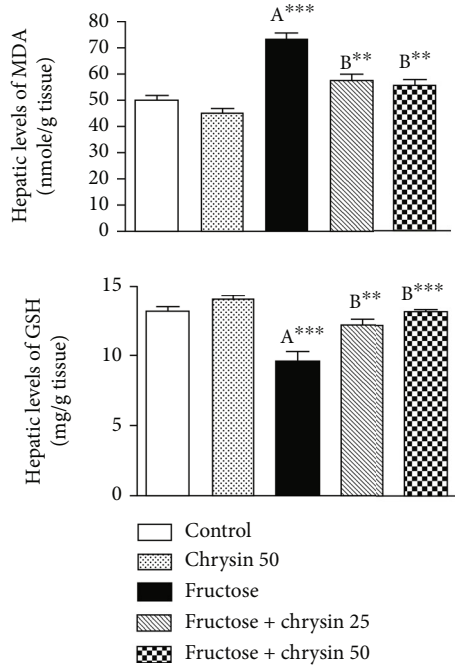 Hepatic levels of MDA
(nmole/g tissue)
80
70
60
50
40
30
20
10
0
A***
B**
B**
Hepatic levels of GSH
(mg/g tissue)
15
10
5
0
A***
B**
B***
Control
Chrysin 50
Fructose
Fructose + chrysin 25
Fructose + chrysin 50